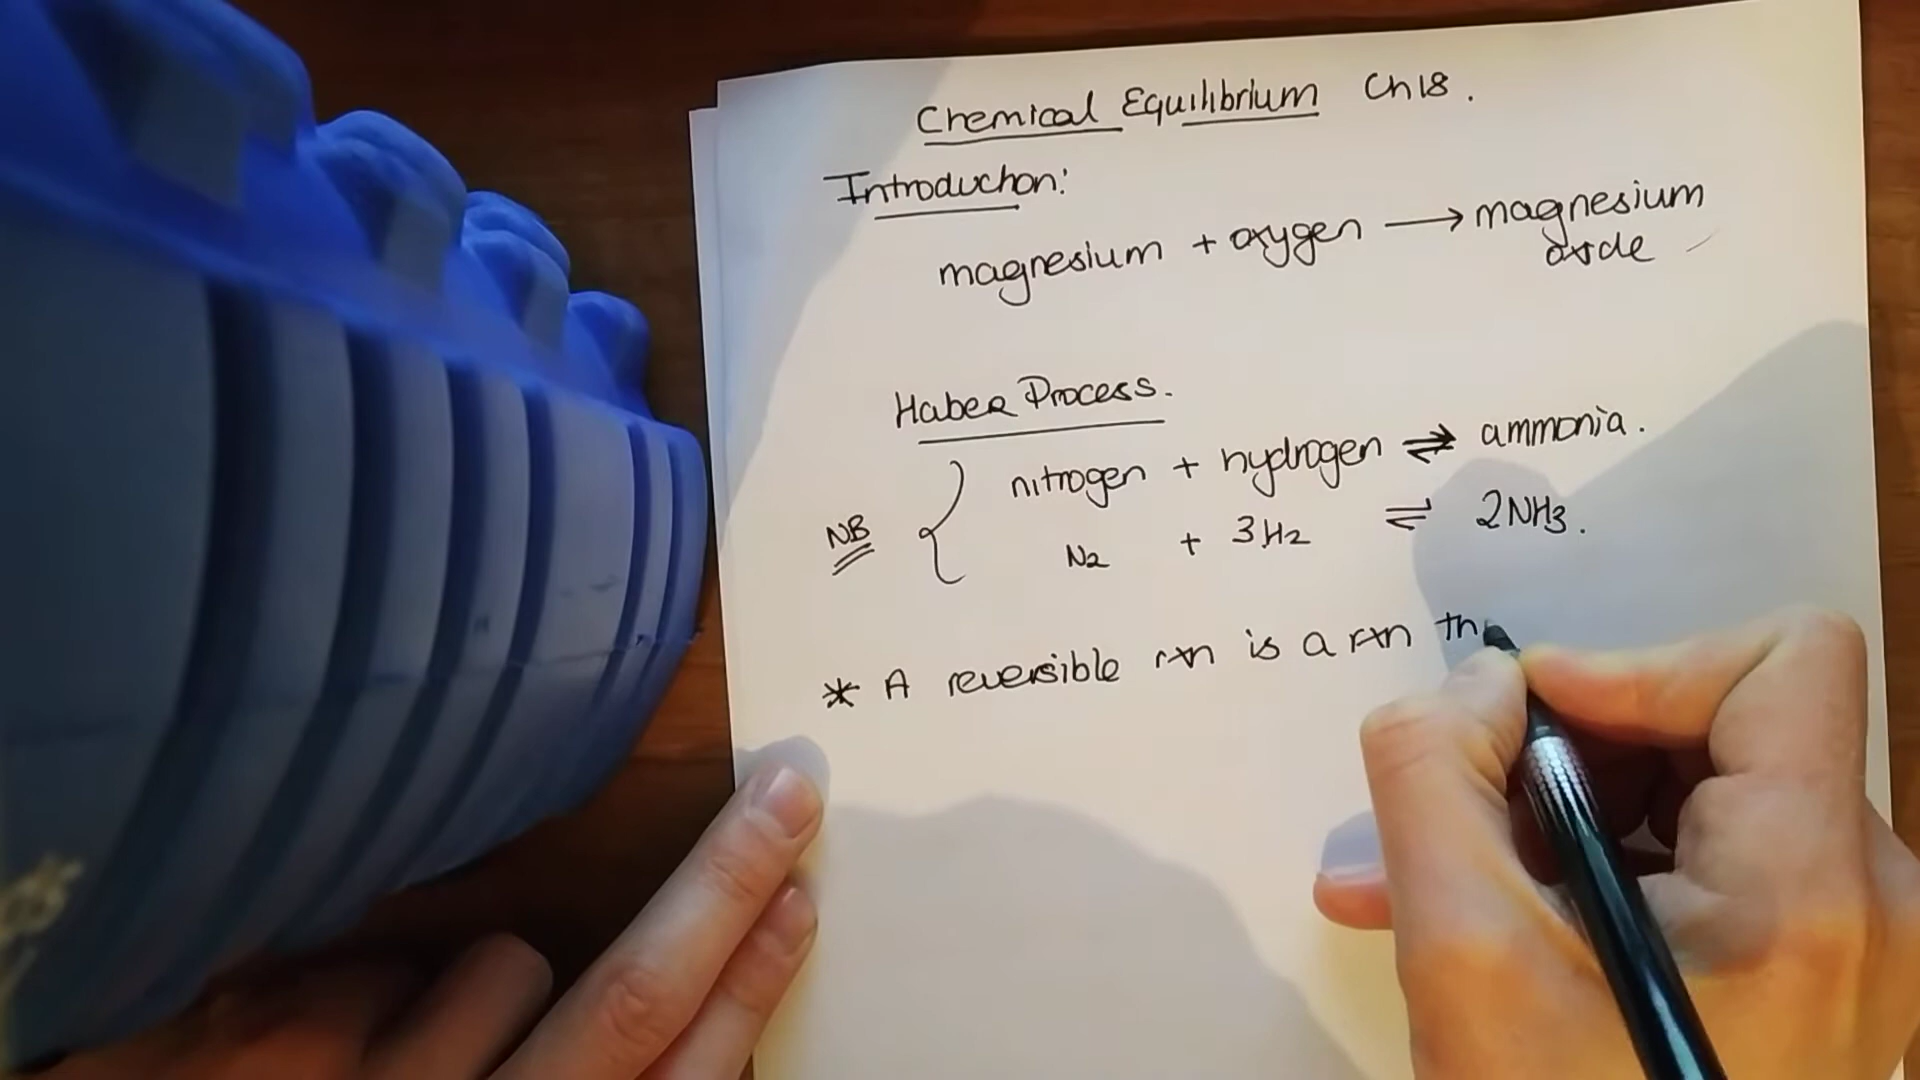 Chemical Equilibrium Ch18.
Introduction:
magnesium + oxygen ⟶ magnesium
oxide
Haber Process.
nitrogen + hydrogen ⇌ ammonia.
NB
N2 + 3H2 ⇌ 2NH3.
* A reversible rxn is a rxn th